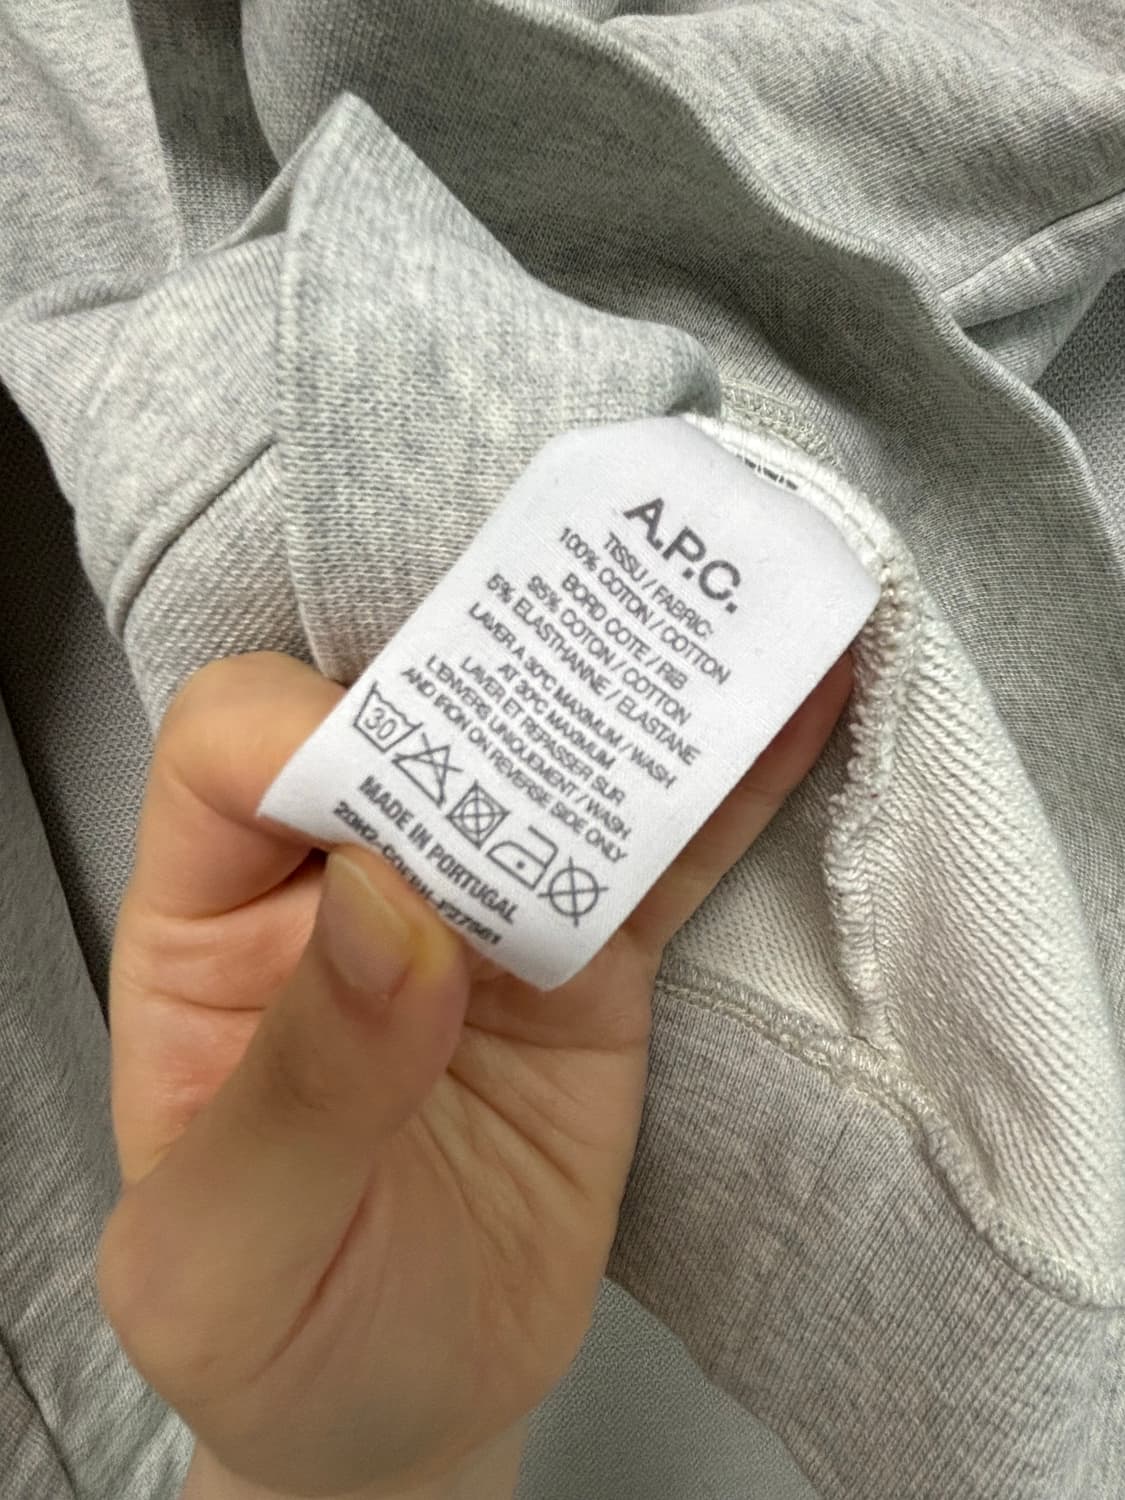 A.P.C.
TISSU / FABRIC:
100% COTON / COTTON
BORD COTE / RIB
95% COTON / COTTON
5% ELASTHANNE / ELASTANE
LAVER A 30°C MAXIMUM / WASH
AT 30°C MAXIMUM
LAVER ET REPASSER SUR
L'ENVERS UNIQUEMENT / WASH
AND IRON ON REVERSE SIDE ONLY
30
MADE IN PORTUGAL